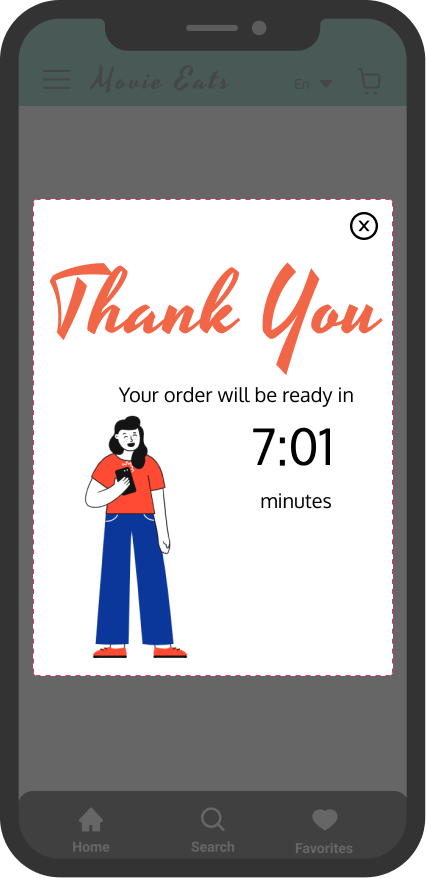 Movie Eats
En
Thank You
Your order will be ready in
7:01
minutes
Home
Search
Favorites